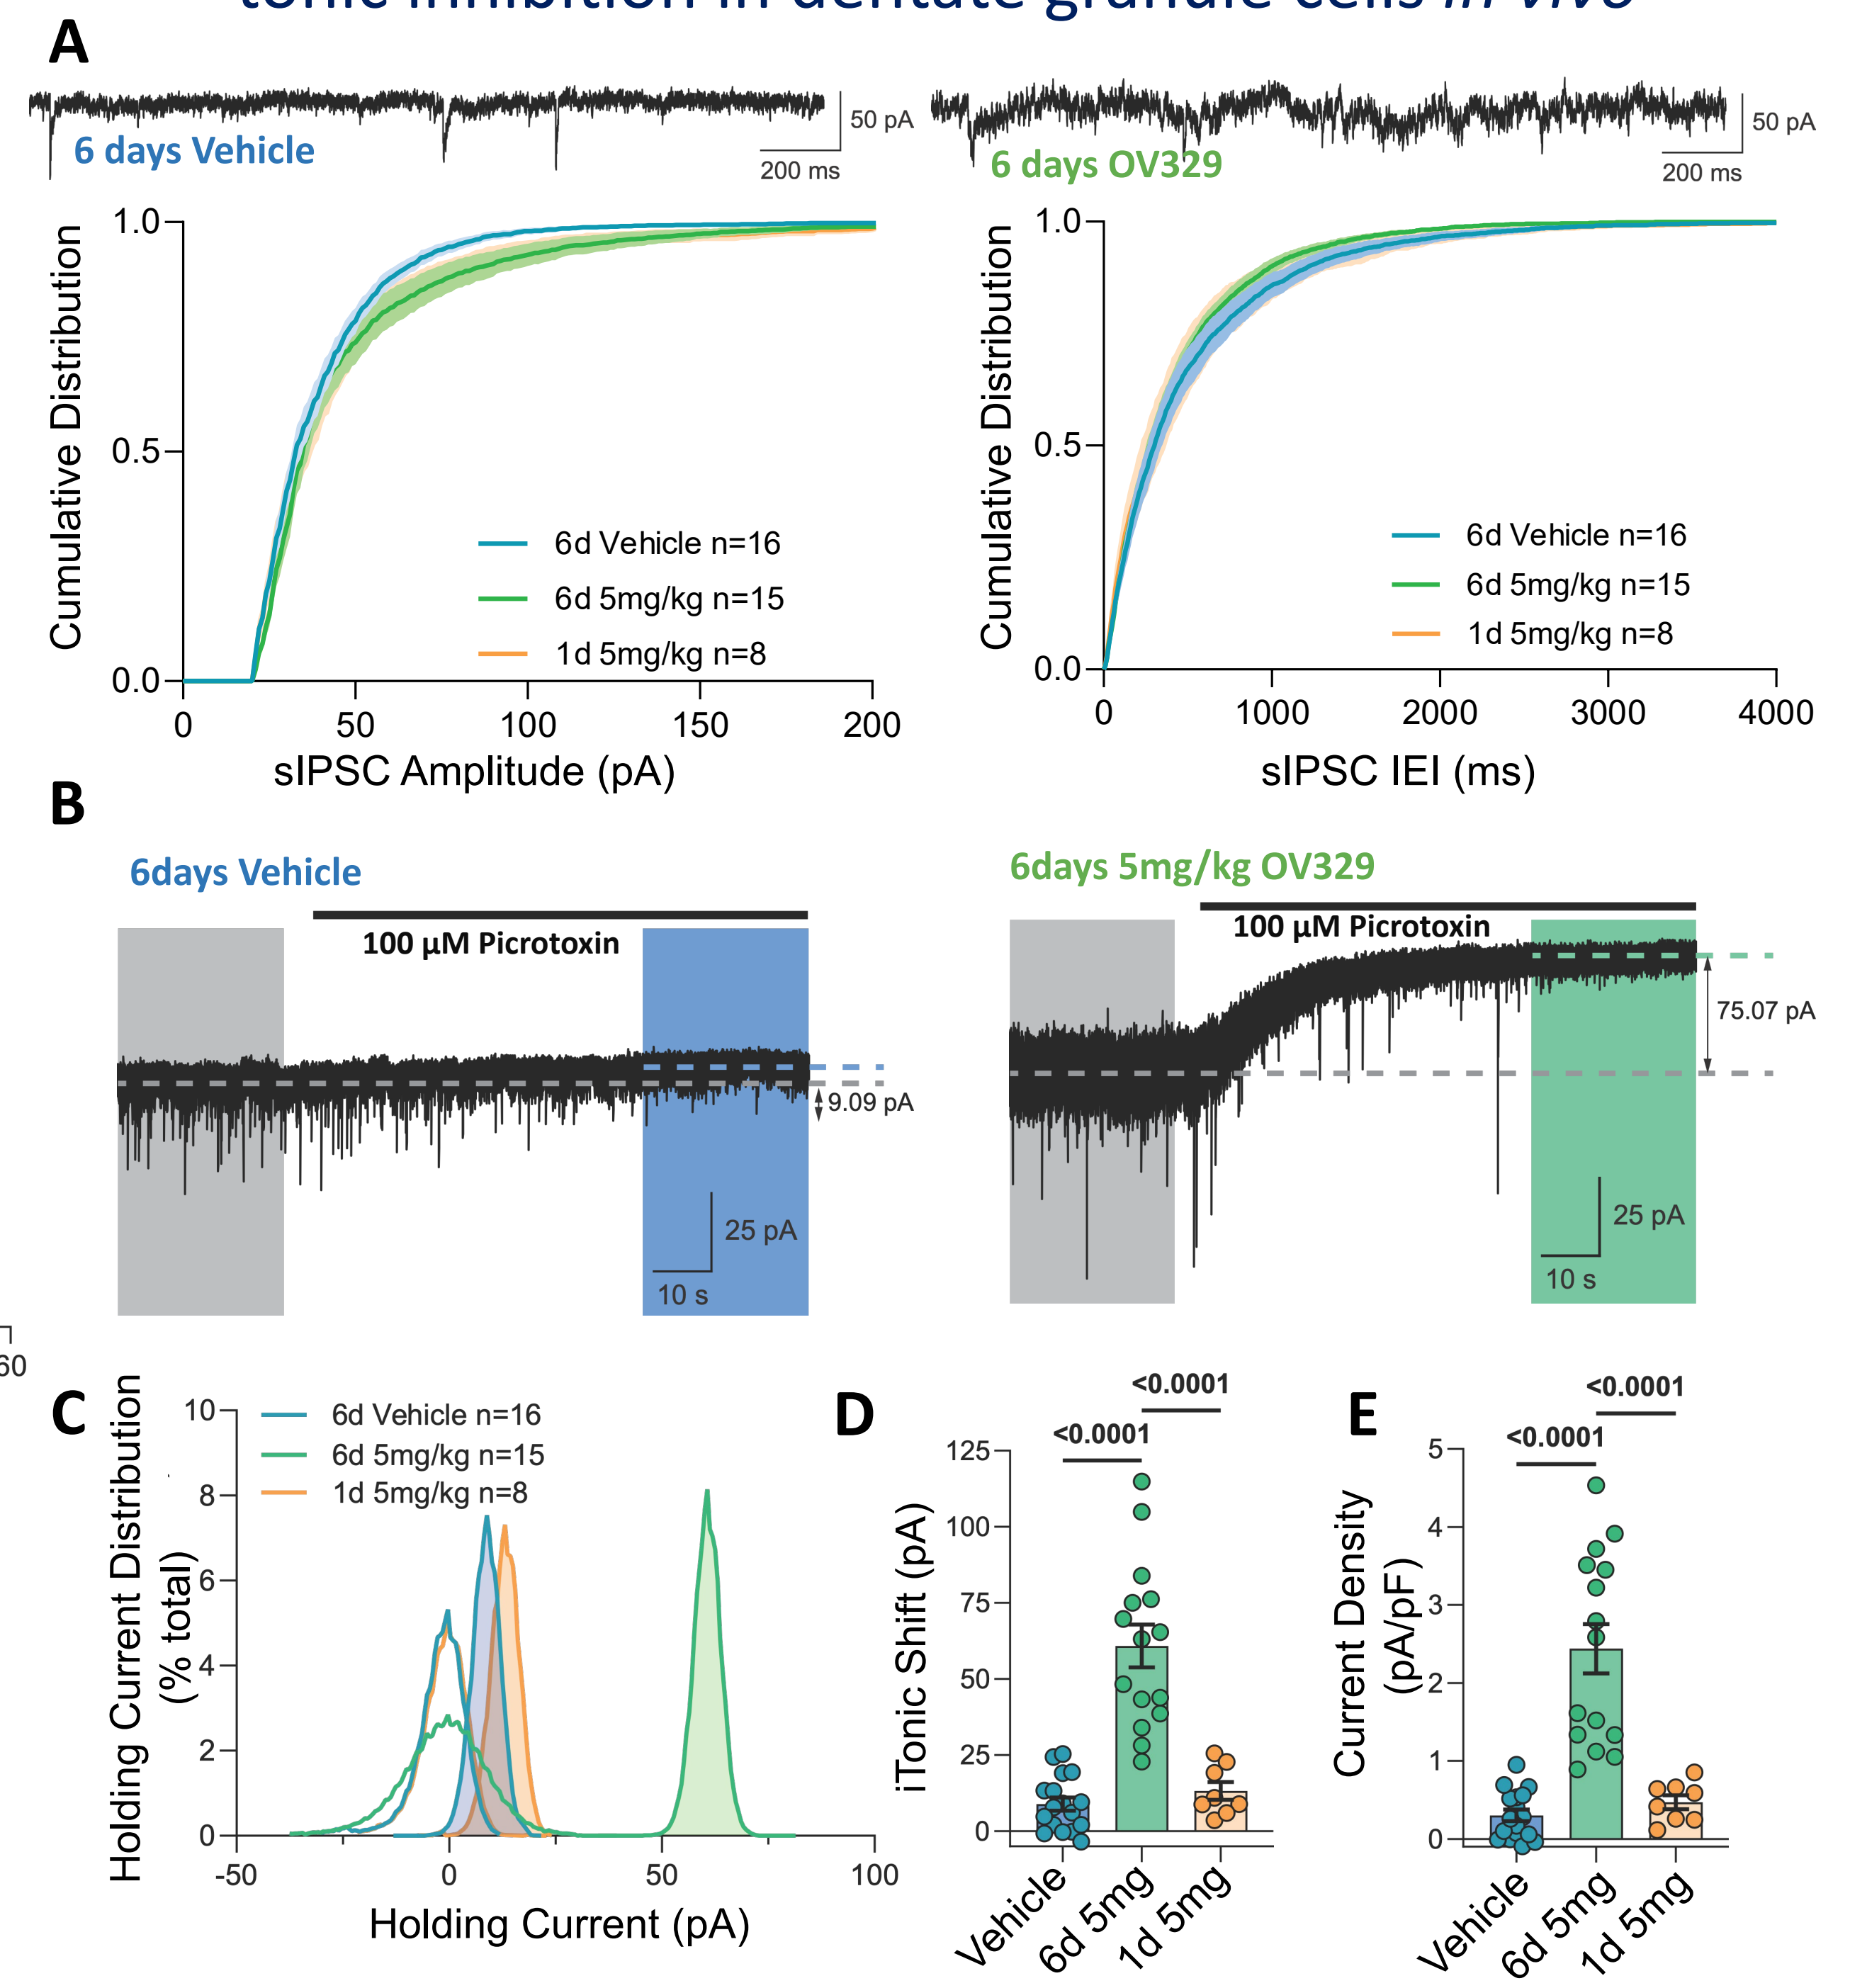 tonic inhibition in dentate granule cells in vivo
A
50 pA
200 ms
6 days Vehicle
50 pA
200 ms
6 days OV329
Cumulative Distribution
1.0
0.5
0.0
6d Vehicle n=16
6d 5mg/kg n=15
1d 5mg/kg n=8
0 50 100 150 200
sIPSC Amplitude (pA)
Cumulative Distribution
1.0
0.5
0.0
6d Vehicle n=16
6d 5mg/kg n=15
1d 5mg/kg n=8
0 1000 2000 3000 4000
sIPSC IEI (ms)
B
6days Vehicle
100 µM Picrotoxin
9.09 pA
25 pA
10 s
6days 5mg/kg OV329
100 µM Picrotoxin
75.07 pA
25 pA
10 s
60
C
Holding Current Distribution
(% total)
10
8
6
4
2
0
6d Vehicle n=16
6d 5mg/kg n=15
1d 5mg/kg n=8
-50 0 50 100
Holding Current (pA)
D
<0.0001
<0.0001
iTonic Shift (pA)
125
100
75
50
25
0
Vehicle
6d 5mg
1d 5mg
E
<0.0001
<0.0001
Current Density
(pA/pF)
5
4
3
2
1
0
Vehicle
6d 5mg
1d 5mg